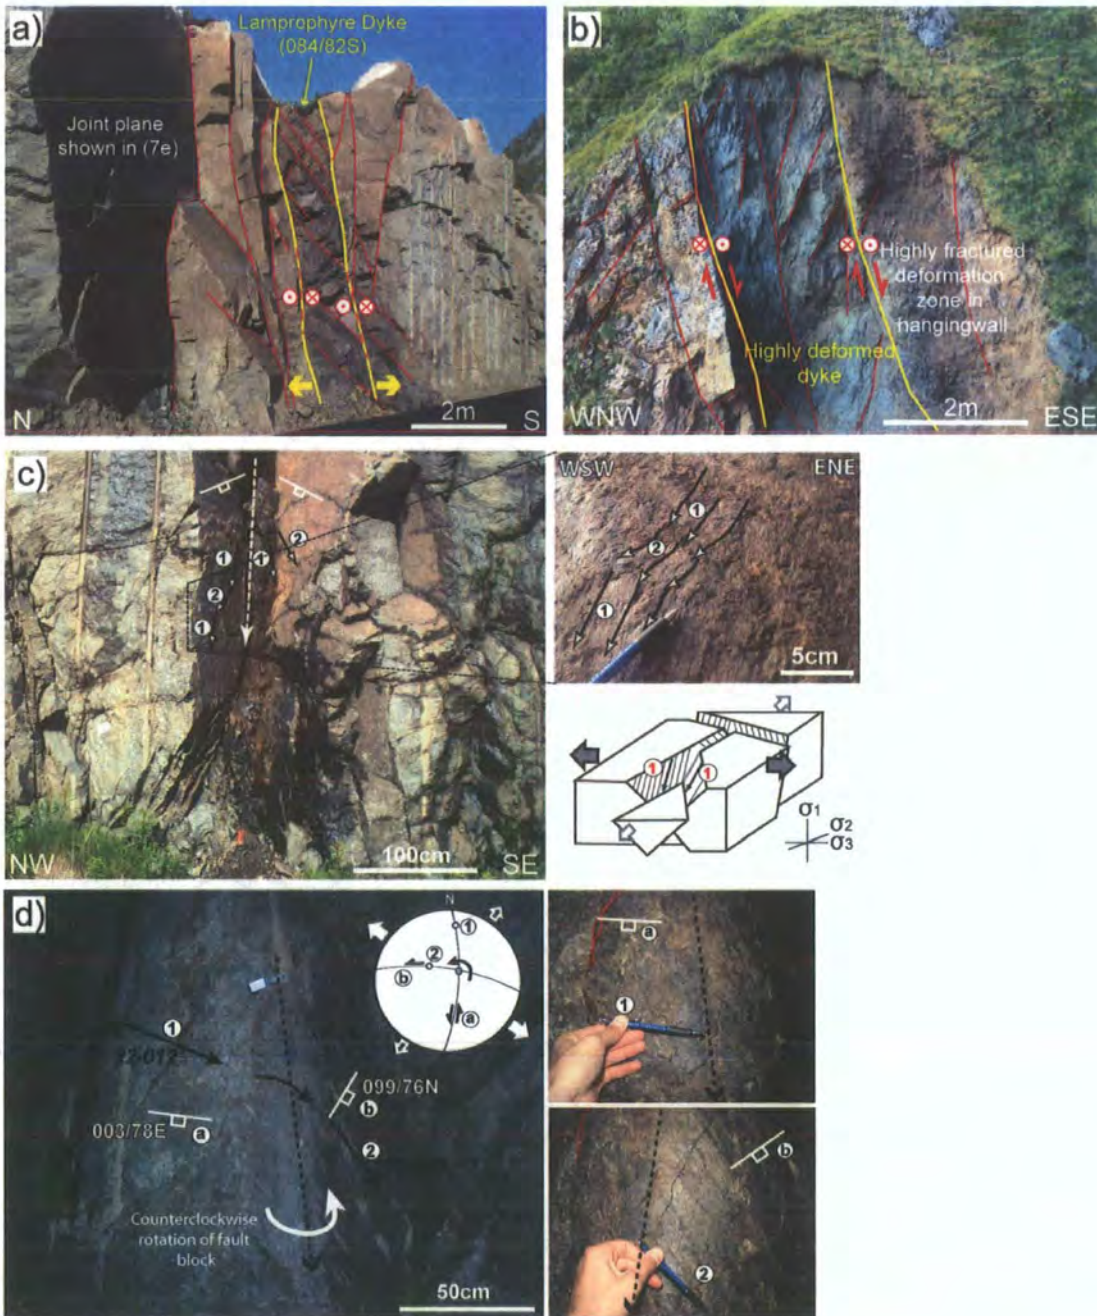 a)
Lamprophyre Dyke
(084/82S)
Joint plane
shown in (7e)
2m
N
S
b)
Highly fractured
deformation
zone in
hangingwall
Highly deformed
dyke
2m
WNW
ESE
c)
1
1
2
2
1
100cm
NW
SE
WSW
ENE
1
2
1
5cm
1
1
σ1
σ2
σ3
d)
N
1
2
b
a
1
003/78E
a
099/76N
b
2
Counterclockwise
rotation of fault
block
50cm
a
1
b
2